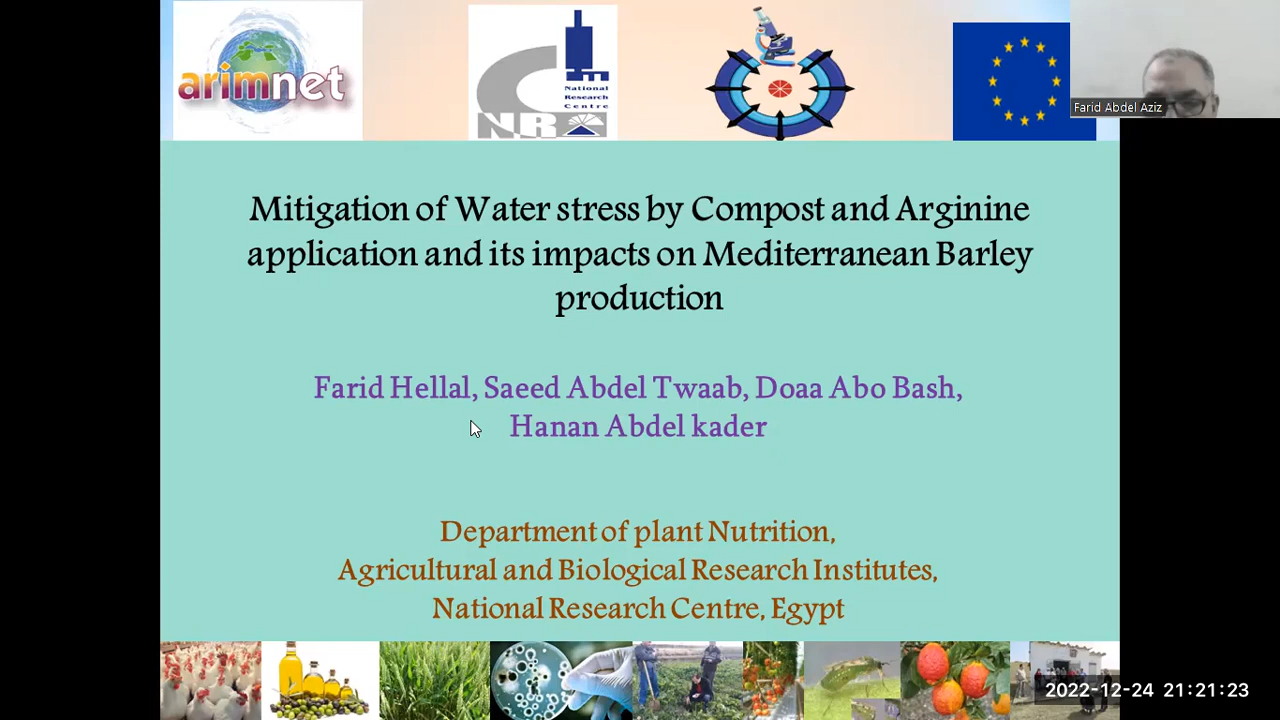 arimnet
National
Research
Centre
NRC
Farid Abdel Aziz
Mitigation of Water stress by Compost and Arginine
application and its impacts on Mediterranean Barley
production
Farid Hellal, Saeed Abdel Twaab, Doaa Abo Bash,
Hanan Abdel kader
Department of plant Nutrition,
Agricultural and Biological Research Institutes,
National Research Centre, Egypt
2022-12-24 21:21:23